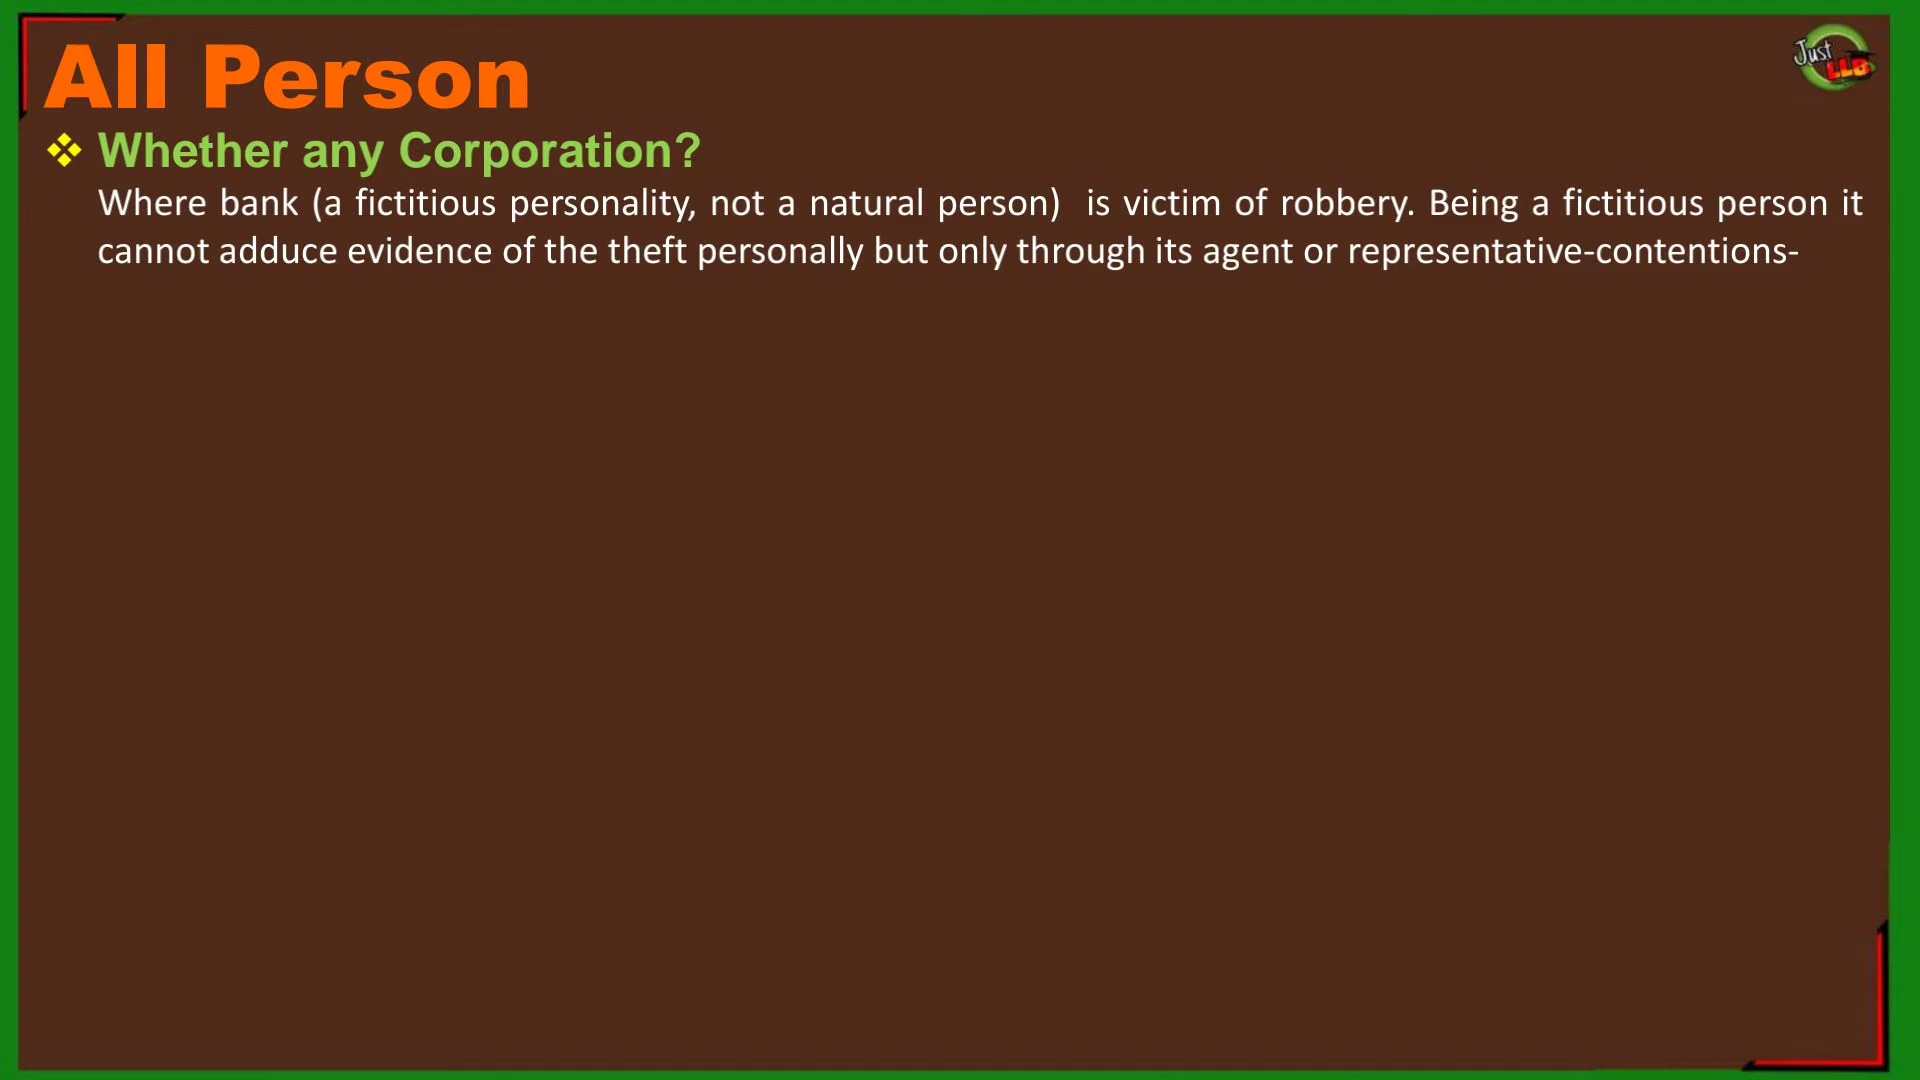 All Person
Just
LLB
❖ Whether any Corporation?
Where bank (a fictitious personality, not a natural person) is victim of robbery. Being a fictitious person it
cannot adduce evidence of the theft personally but only through its agent or representative-contentions-